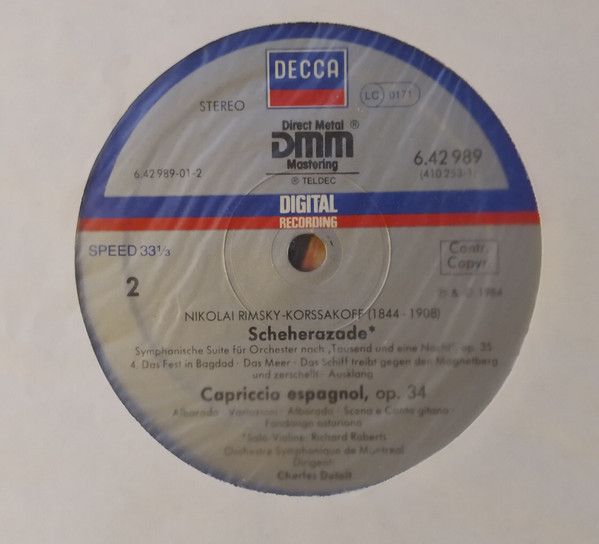 DECCA
STEREO
LC 0171
Direct Metal ®
DMM
Mastering
℗ TELDEC
6.42989-01-2
6.42 989
(410 253-1)
DIGITAL
RECORDING
SPEED 33 1/3
Contr.
Copyr.
2
℗ & © 1984
NIKOLAI RIMSKY-KORSSAKOFF (1844 - 1908)
Scheherazade*
Symphonische Suite für Orchester nach „Tausend und eine Nacht“, op. 35
4. Das Fest in Bagdad · Das Meer · Das Schiff treibt gegen den Magnetberg
und zerschellt · Ausklang
Capriccio espagnol, op. 34
Alborada · Variazioni · Alborada · Scena e Canto gitano ·
Fandango asturiano
*Solo-Violine: Richard Roberts
Orchestre Symphonique de Montreal
Dirigent:
Charles Dutoit